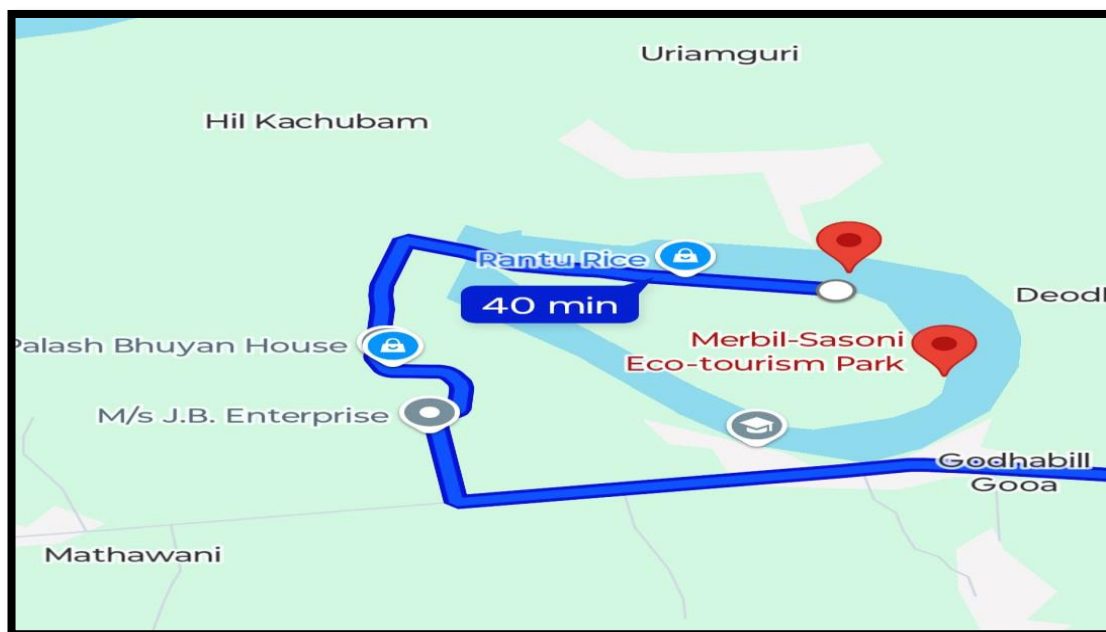 Uriamguri
Hil Kachubam
Rantu Rice
40 min
Deodh
Merbil-Sasoni
Eco-tourism Park
Palash Bhuyan House
M/s J.B. Enterprise
Godhabill
Gooa
Mathawani